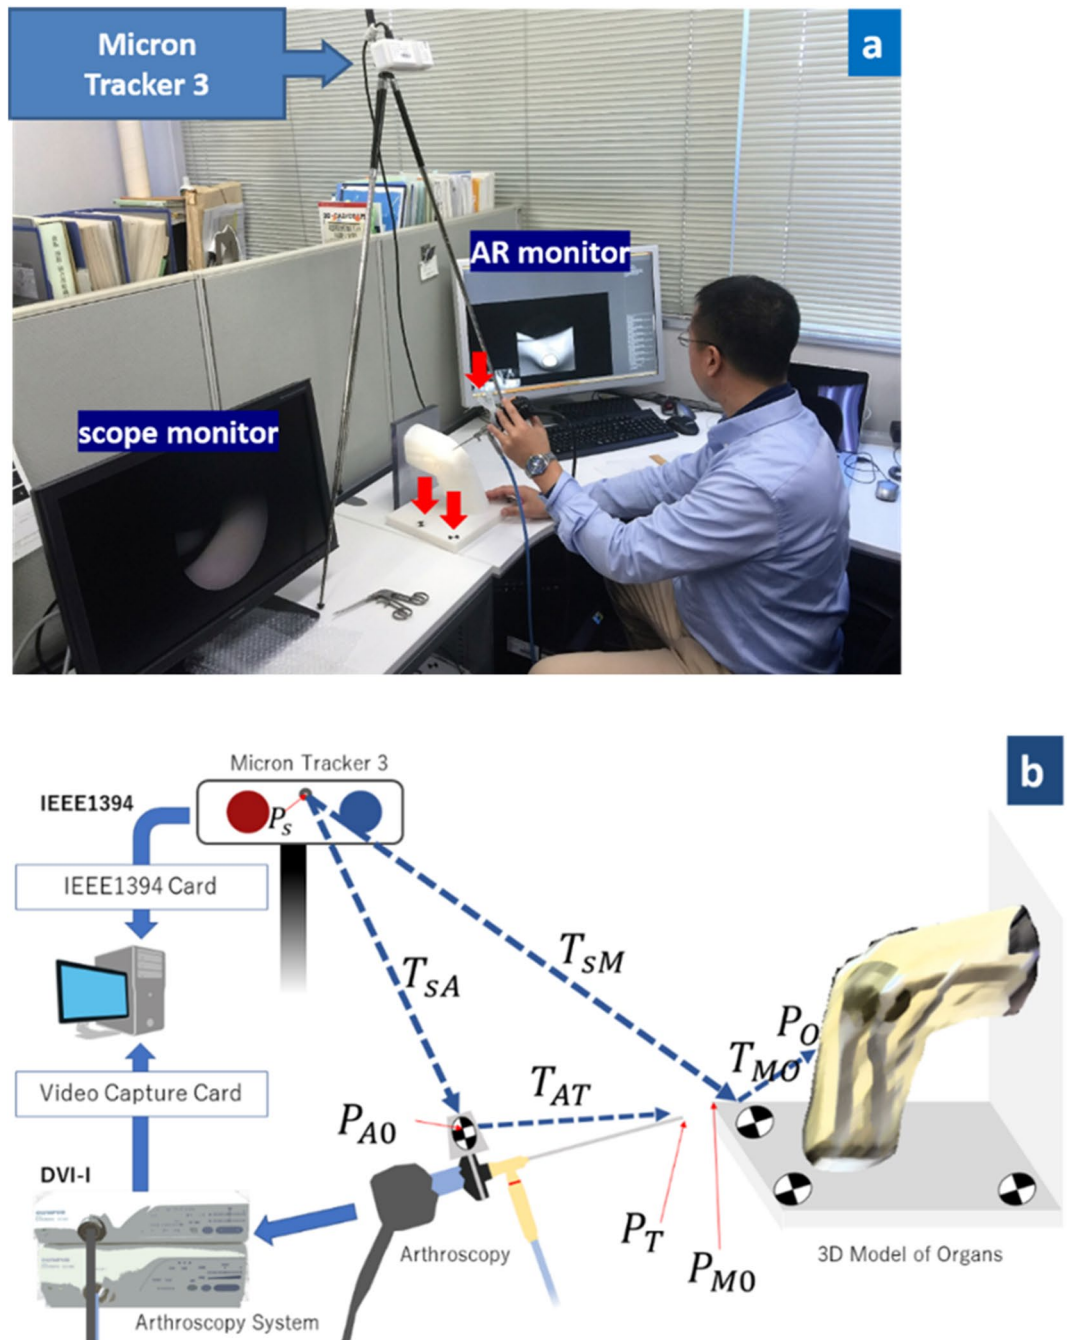 Micron
Tracker 3
a
AR monitor
scope monitor
b
Micron Tracker 3
IEEE1394
P_s
IEEE1394 Card
T_sM
T_sA
P_O
T_MO
Video Capture Card
T_AT
P_A0
DVI-I
P_T
P_M0
Arthroscopy
3D Model of Organs
Arthroscopy System